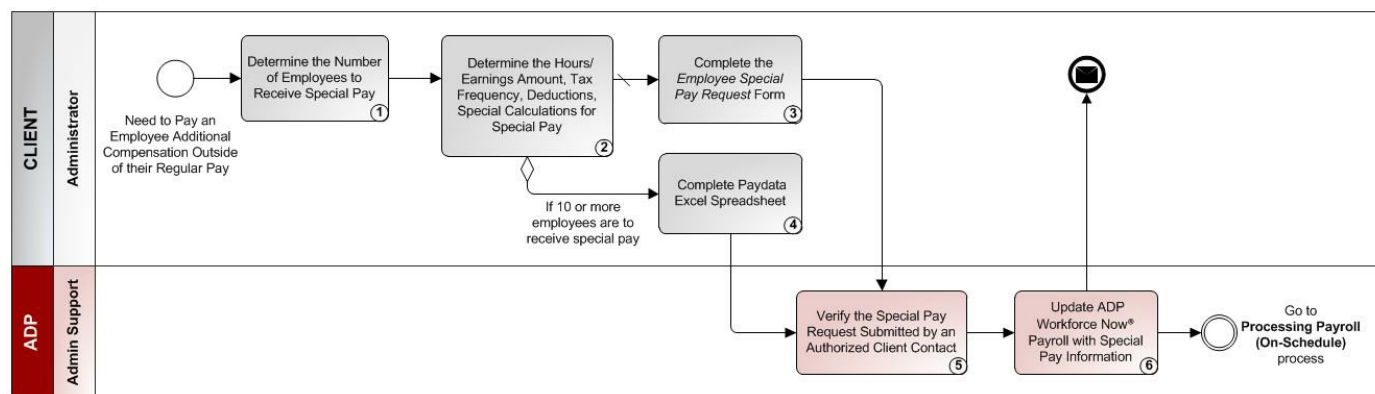 CLIENT
Administrator
Need to Pay an
Employee Additional
Compensation Outside
of their Regular Pay
Determine the Number
of Employees to
Receive Special Pay
1
Determine the Hours/
Earnings Amount, Tax
Frequency, Deductions,
Special Calculations for
Special Pay
2
Complete the
Employee Special
Pay Request Form
3
If 10 or more
employees are to
receive special pay
Complete Paydata
Excel Spreadsheet
4
ADP
Admin Support
Verify the Special Pay
Request Submitted by an
Authorized Client Contact
5
Update ADP
Workforce Now®
Payroll with Special
Pay Information
6
Go to
Processing Payroll
(On-Schedule)
process